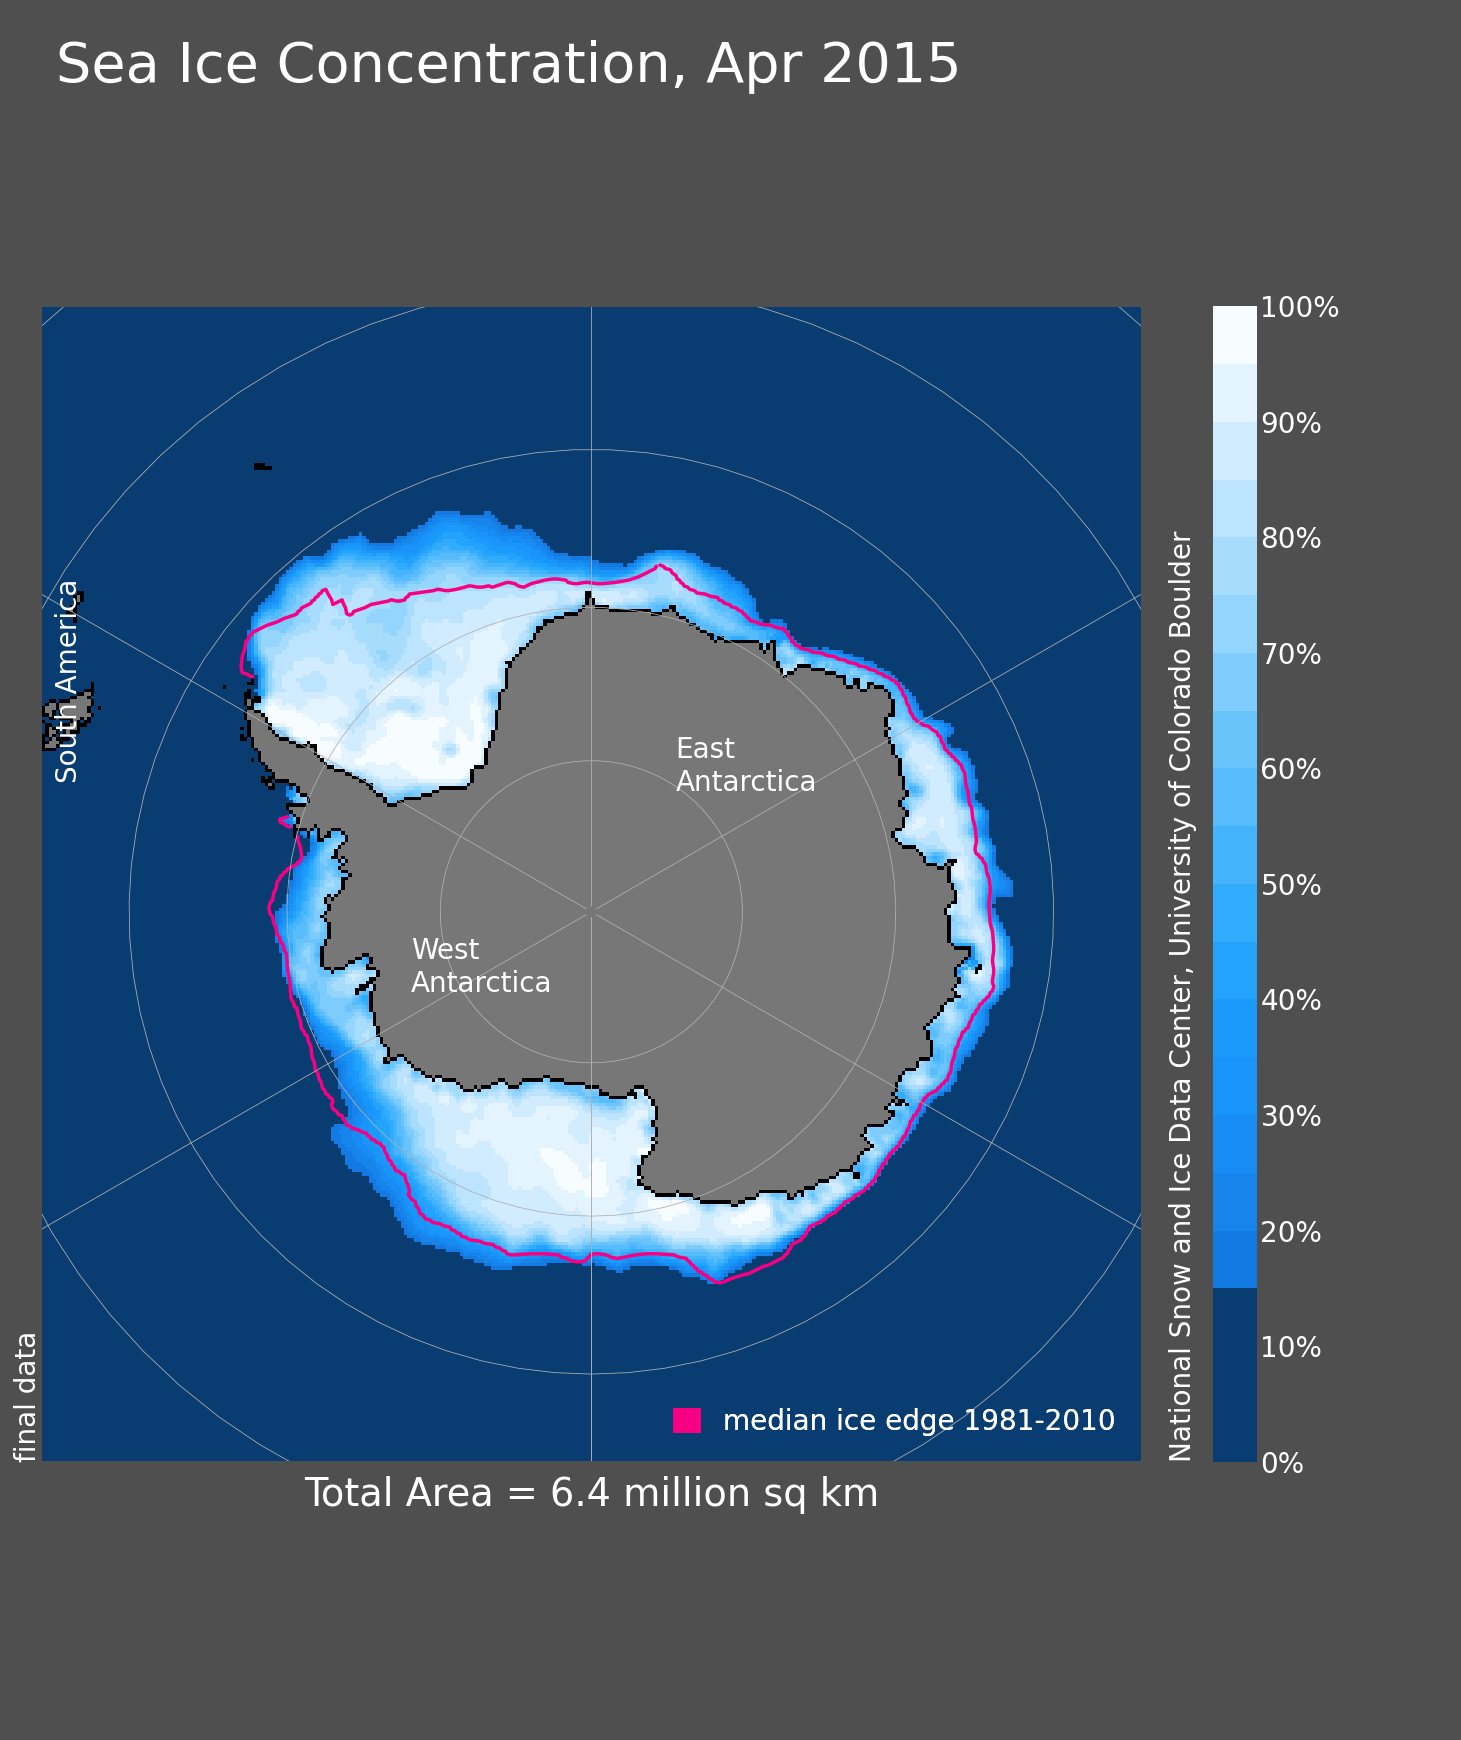 Sea Ice Concentration, Apr 2015
South America
East
Antarctica
West
Antarctica
median ice edge 1981-2010
final data
Total Area = 6.4 million sq km
National Snow and Ice Data Center, University of Colorado Boulder
100%
90%
80%
70%
60%
50%
40%
30%
20%
10%
0%